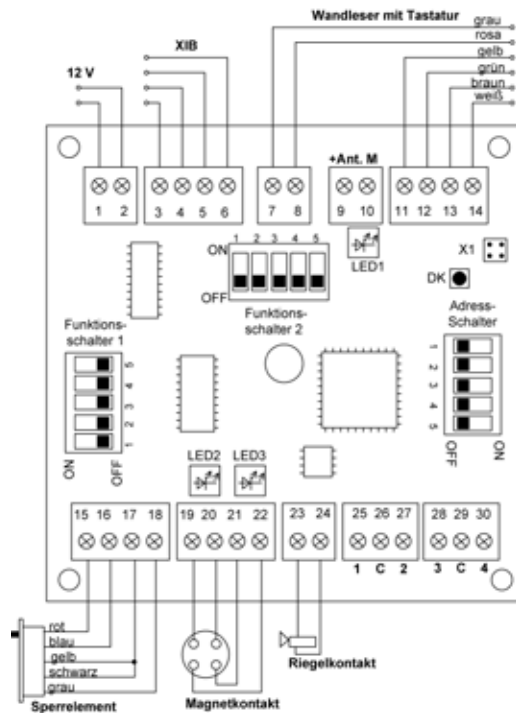 Wandleser mit Tastatur
grau
rosa
gelb
grün
braun
weiß
XIB
12 V
+Ant. M
1 2 3 4 5 6 7 8 9 10 11 12 13 14
LED1
X1
DK
1 2 3 4 5
ON
OFF
Funktions-
schalter 2
Funktions-
schalter 1
5
4
3
2
1
ON
OFF
Adress-
Schalter
1
2
3
4
5
OFF
ON
LED2 LED3
15 16 17 18 19 20 21 22 23 24 25 26 27 28 29 30
1 C 2 3 C 4
rot
blau
gelb
schwarz
grau
Sperrelement
Magnetkontakt
Riegelkontakt